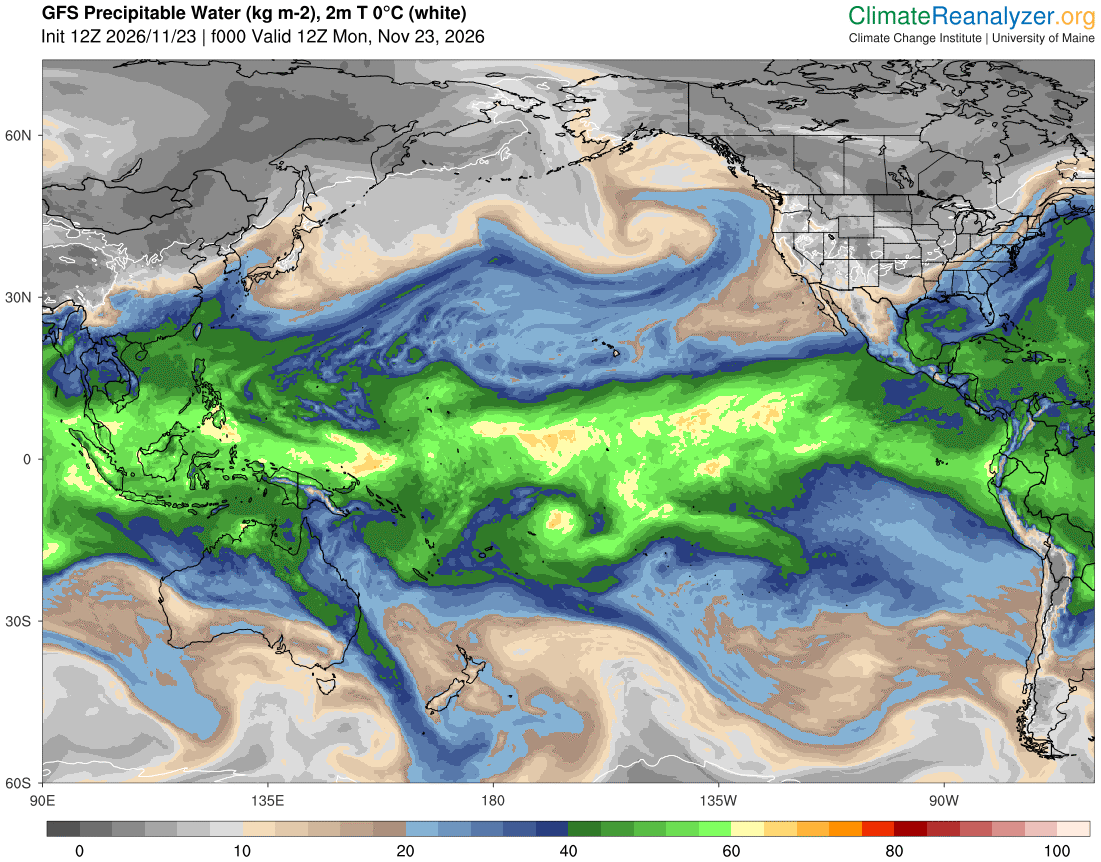 GFS Precipitable Water (kg m-2), 2m T 0°C (white)
Init 12Z 2026/11/23 | f000 Valid 12Z Mon, Nov 23, 2026
ClimateReanalyzer.org
Climate Change Institute | University of Maine
60N
30N
0
30S
60S
90E 135E 180 135W 90W
0 10 20 40 60 80 100